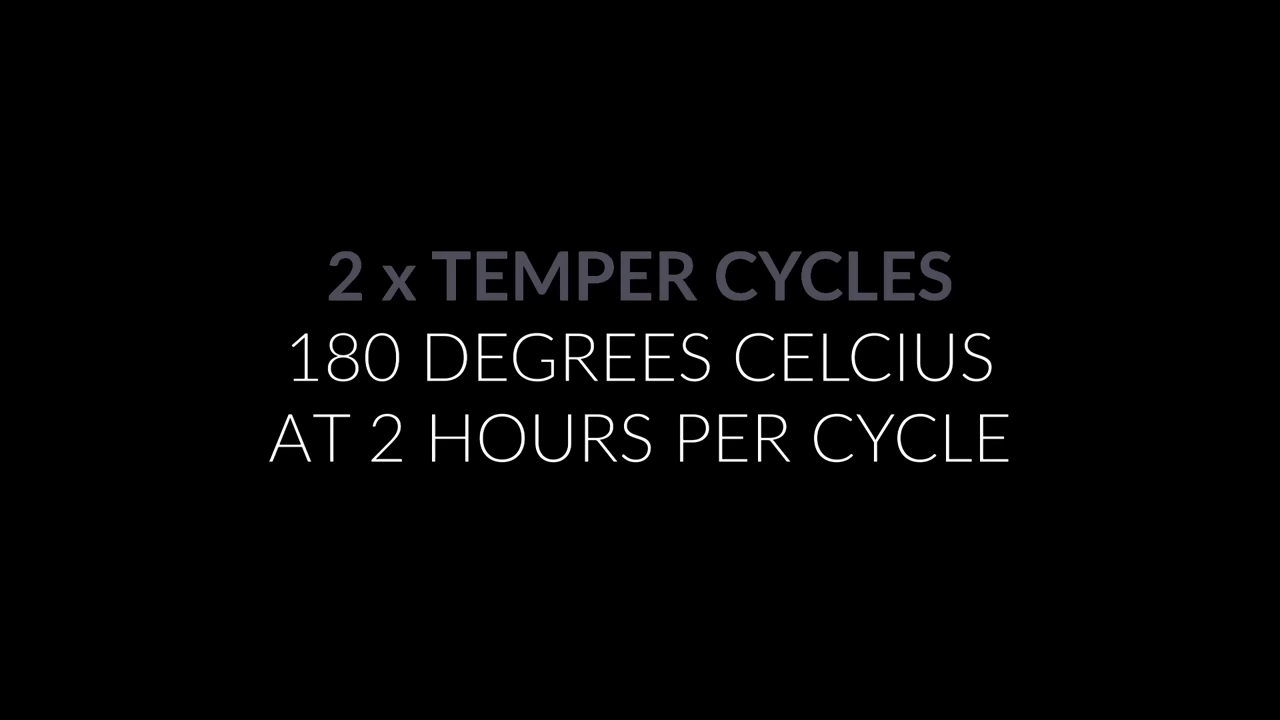 2 x TEMPER CYCLES
180 DEGREES CELCIUS
AT 2 HOURS PER CYCLE